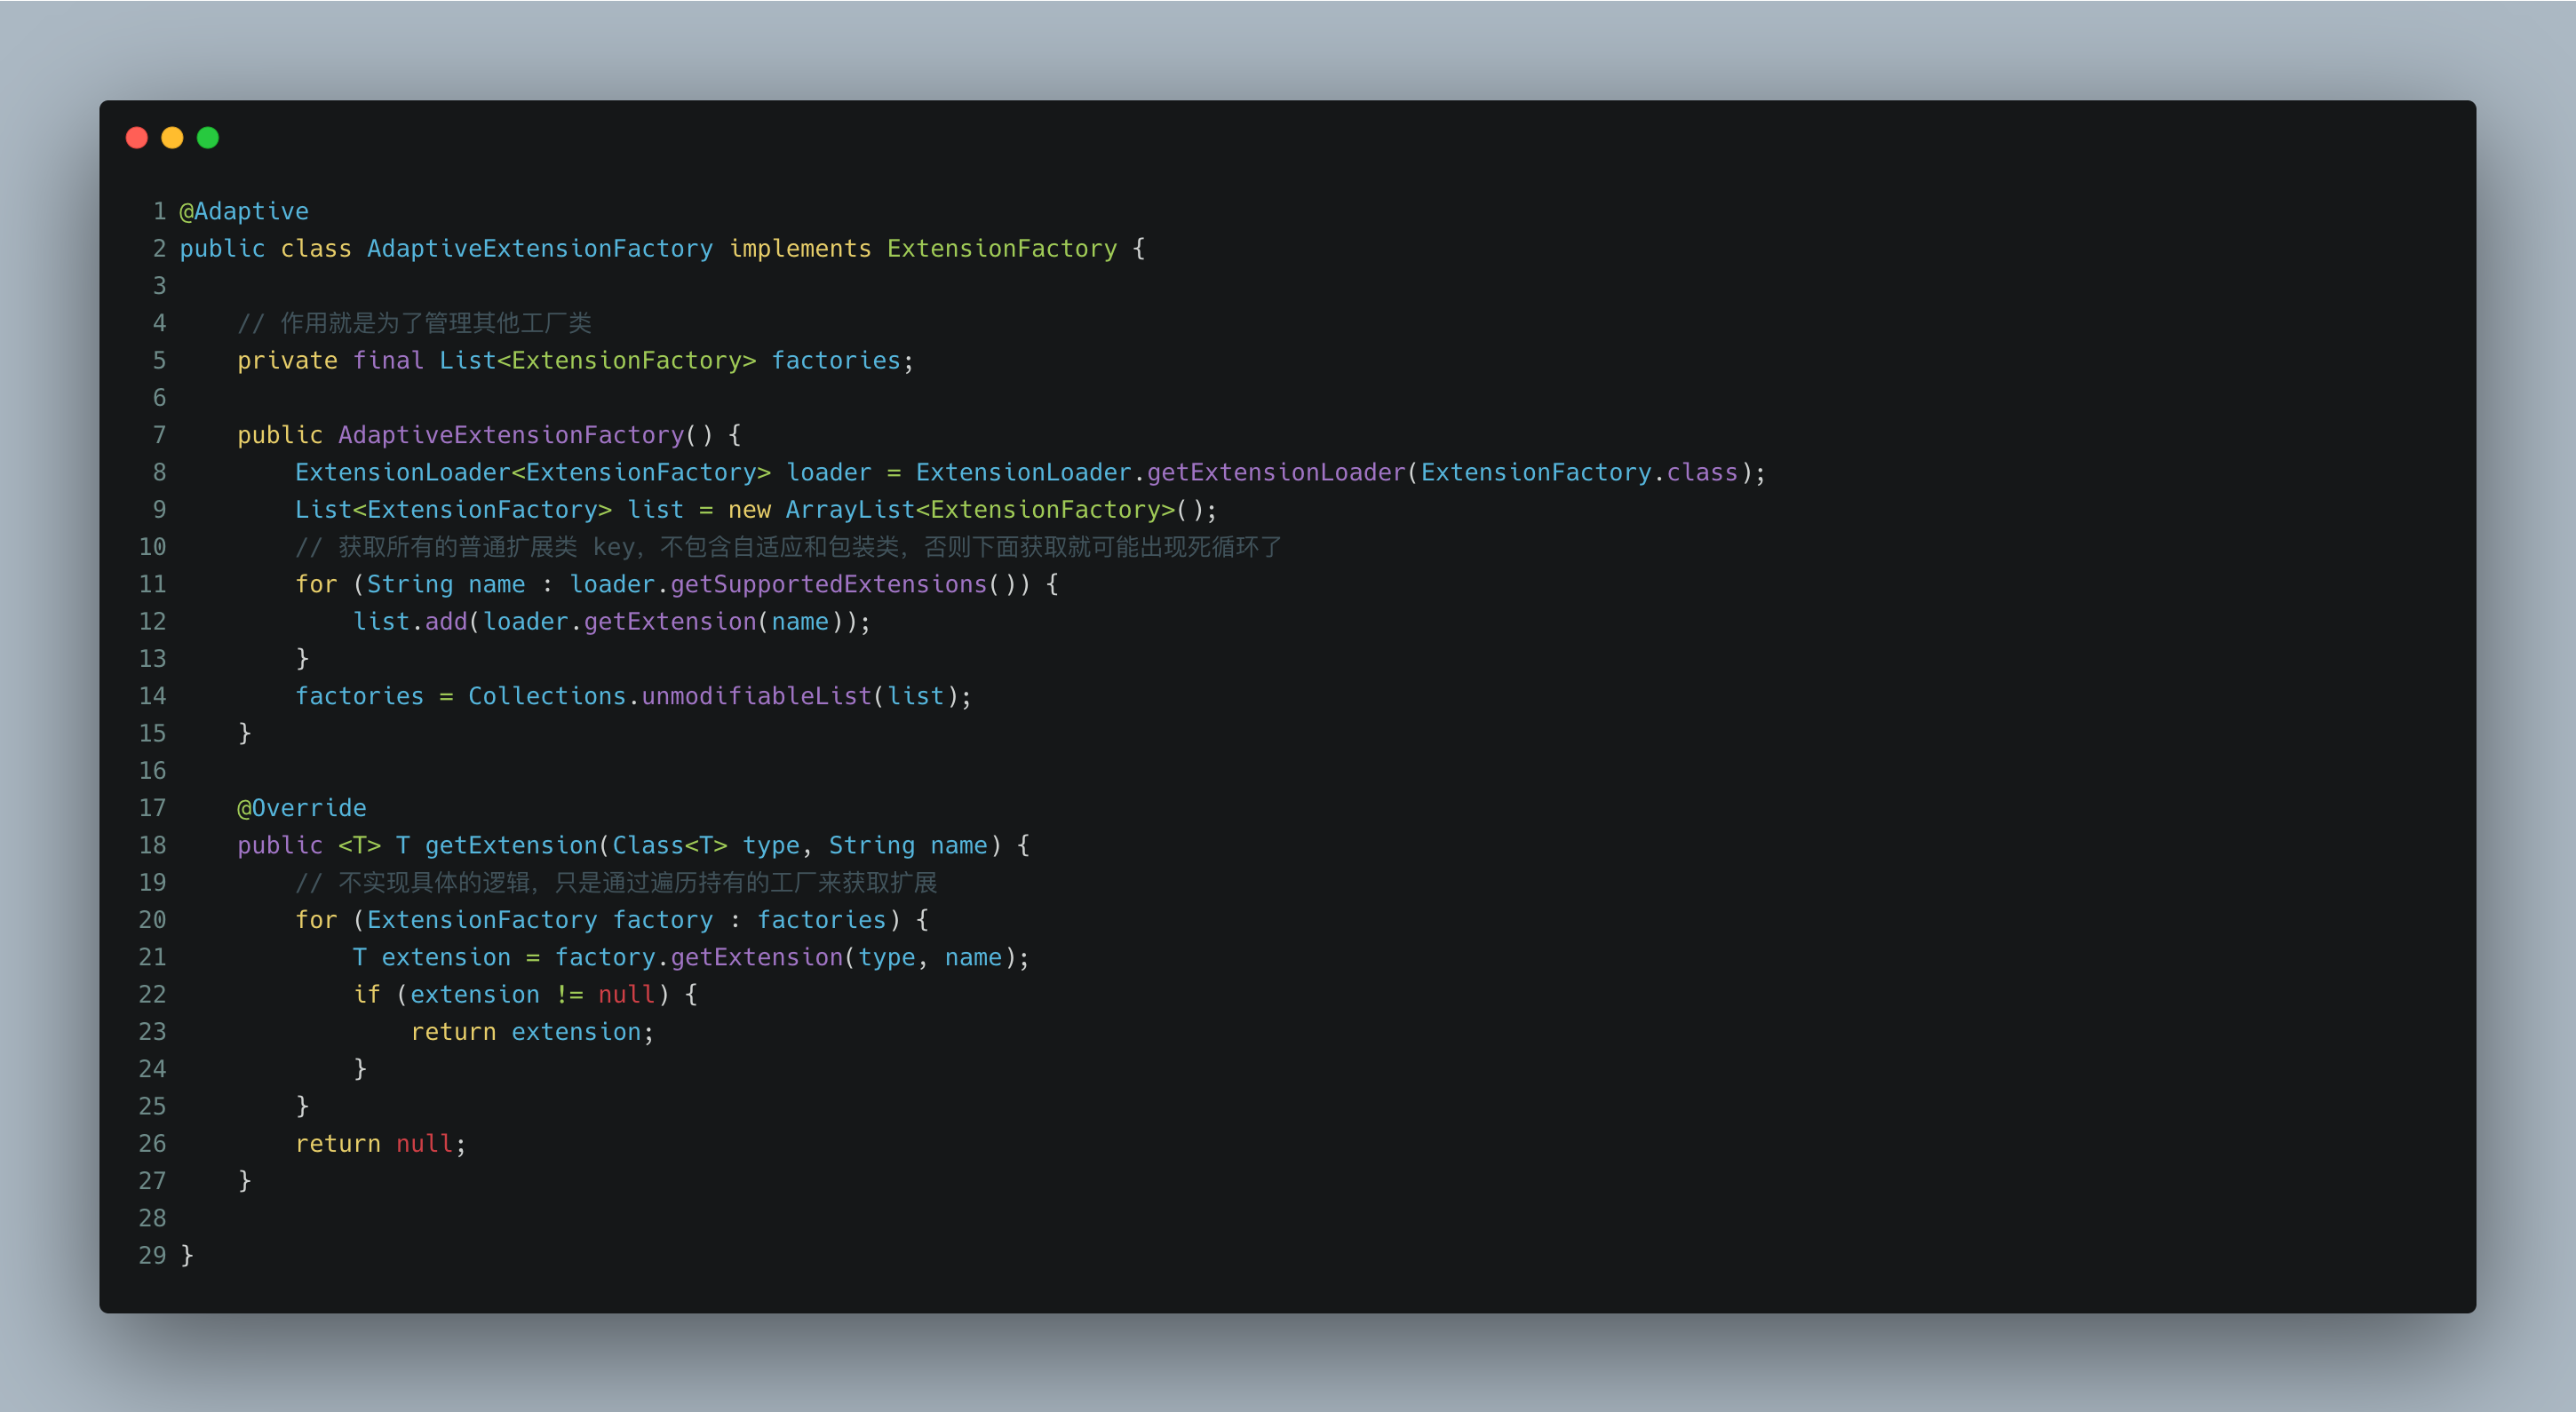 1 @Adaptive
2 public class AdaptiveExtensionFactory implements ExtensionFactory {
3
4     // 作用就是为了管理其他工厂类
5     private final List<ExtensionFactory> factories;
6
7     public AdaptiveExtensionFactory() {
8         ExtensionLoader<ExtensionFactory> loader = ExtensionLoader.getExtensionLoader(ExtensionFactory.class);
9         List<ExtensionFactory> list = new ArrayList<ExtensionFactory>();
10         // 获取所有的普通扩展类 key，不包含自适应和包装类，否则下面获取就可能出现死循环了
11         for (String name : loader.getSupportedExtensions()) {
12             list.add(loader.getExtension(name));
13         }
14         factories = Collections.unmodifiableList(list);
15     }
16
17     @Override
18     public <T> T getExtension(Class<T> type, String name) {
19         // 不实现具体的逻辑，只是通过遍历持有的工厂来获取扩展
20         for (ExtensionFactory factory : factories) {
21             T extension = factory.getExtension(type, name);
22             if (extension != null) {
23                 return extension;
24             }
25         }
26         return null;
27     }
28
29 }